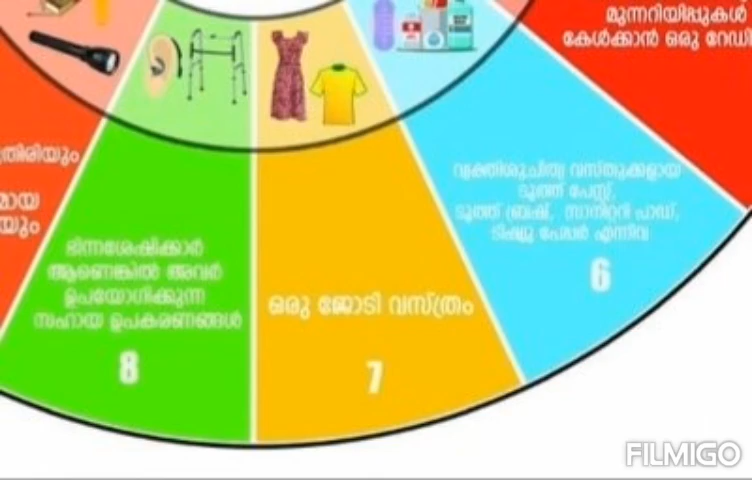 മുന്നറിയിപ്പുകൾ
കേൾക്കാൻ ഒരു റേഡി
വ്യക്തിശുചിത്വ വസ്തുക്കളായ
ടൂത്ത് പേസ്റ്റ്,
ടൂത്ത് ബ്രഷ്, സാനിറ്ററി പാഡ്,
ടിഷ്യൂ പേപ്പർ എന്നിവ
6
ഒരു ജോടി വസ്ത്രം
7
ഭിന്നശേഷിക്കാർ
ആണെങ്കിൽ അവർ
ഉപയോഗിക്കുന്ന
സഹായ ഉപകരണങ്ങൾ
8
തിരിയും
മായ
യും
FILMIGO